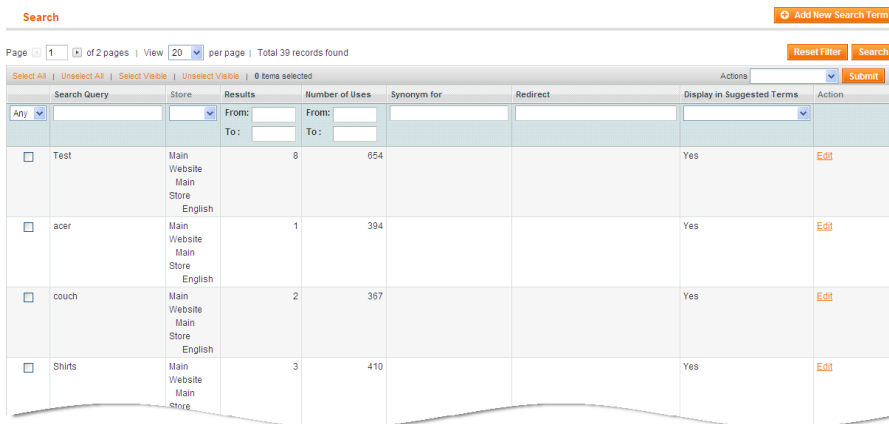 Search
Add New Search Term
Page 1 of 2 pages | View 20 per page | Total 39 records found
Reset Filter Search
Select All | Unselect All | Select Visible | Unselect Visible | 0 items selected
Actions Submit
Search Query Store Results Number of Uses Synonym for Redirect Display in Suggested Terms Action
Any From: From:
To : To :
Test Main 8 654 Yes Edit
Website
Main
Store
English
acer Main 1 394 Yes Edit
Website
Main
Store
English
couch Main 2 367 Yes Edit
Website
Main
Store
English
Shirts Main 3 410 Yes Edit
Website
Main
Store